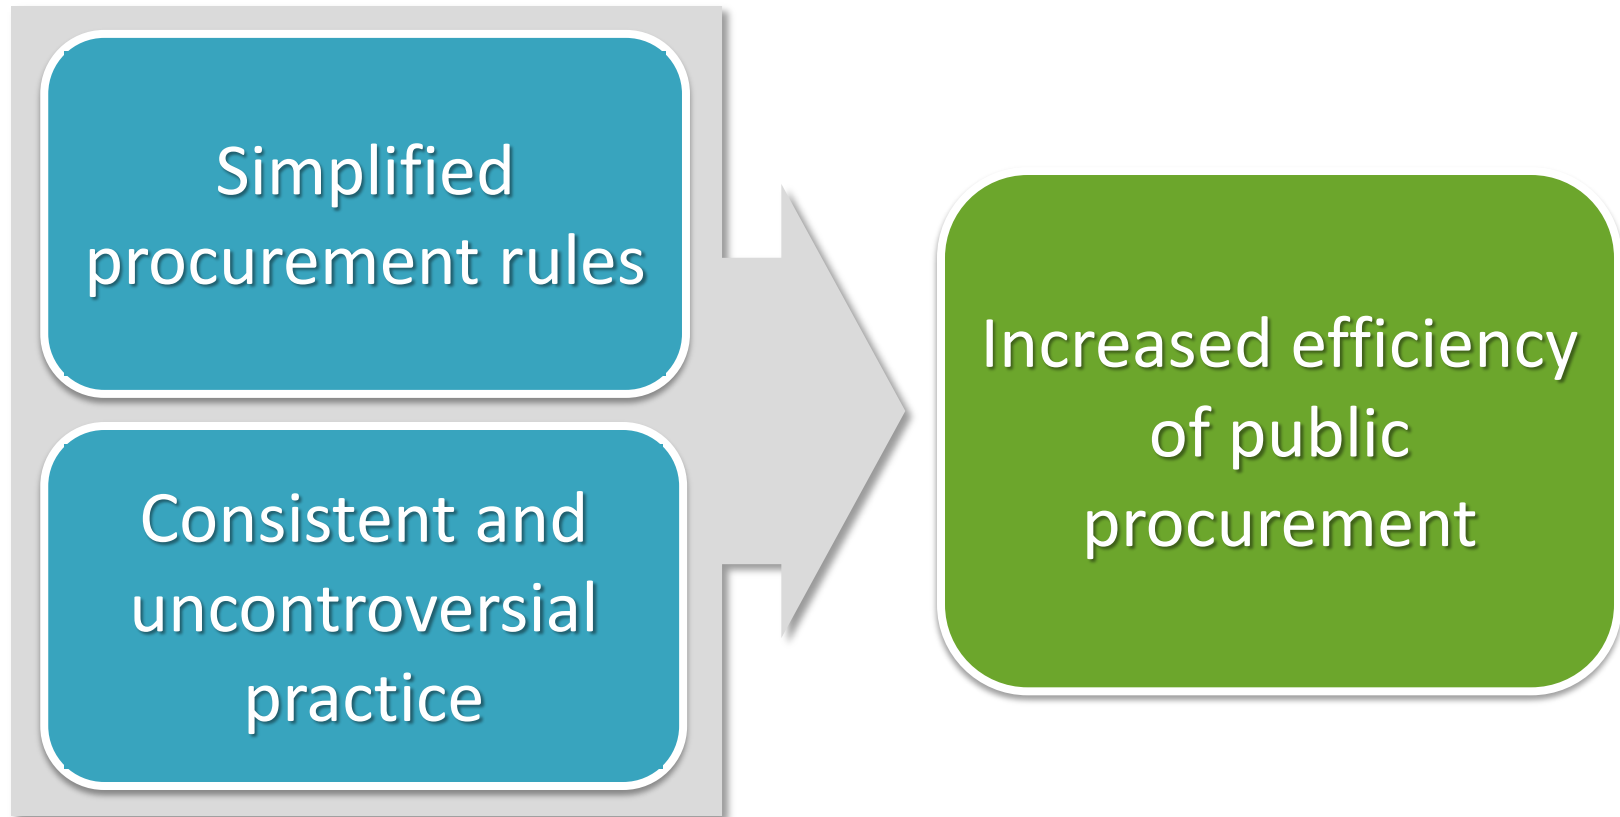 Simplified
procurement rules
Consistent and
uncontroversial
practice
Increased efficiency
of public
procurement